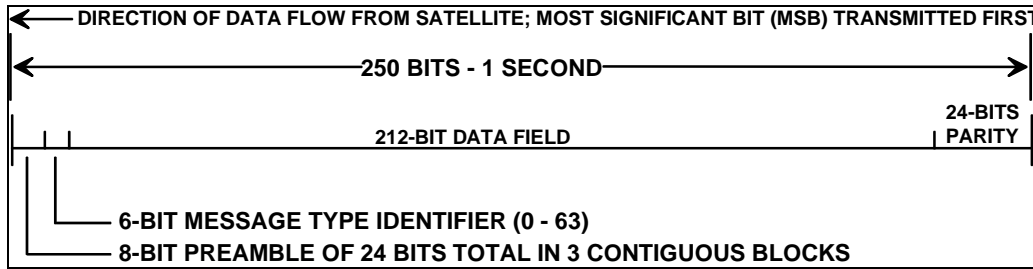 DIRECTION OF DATA FLOW FROM SATELLITE; MOST SIGNIFICANT BIT (MSB) TRANSMITTED FIRST
250 BITS - 1 SECOND
24-BITS
212-BIT DATA FIELD
PARITY
6-BIT MESSAGE TYPE IDENTIFIER (0 - 63)
8-BIT PREAMBLE OF 24 BITS TOTAL IN 3 CONTIGUOUS BLOCKS